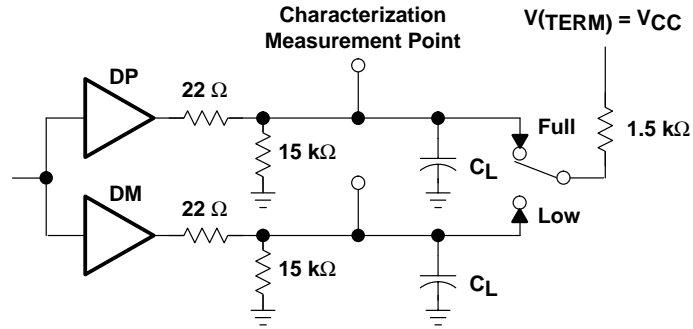 Characterization
Measurement Point
V(TERM) = VCC
DP
22 Ω
Full
1.5 kΩ
15 kΩ
CL
DM
22 Ω
Low
15 kΩ
CL